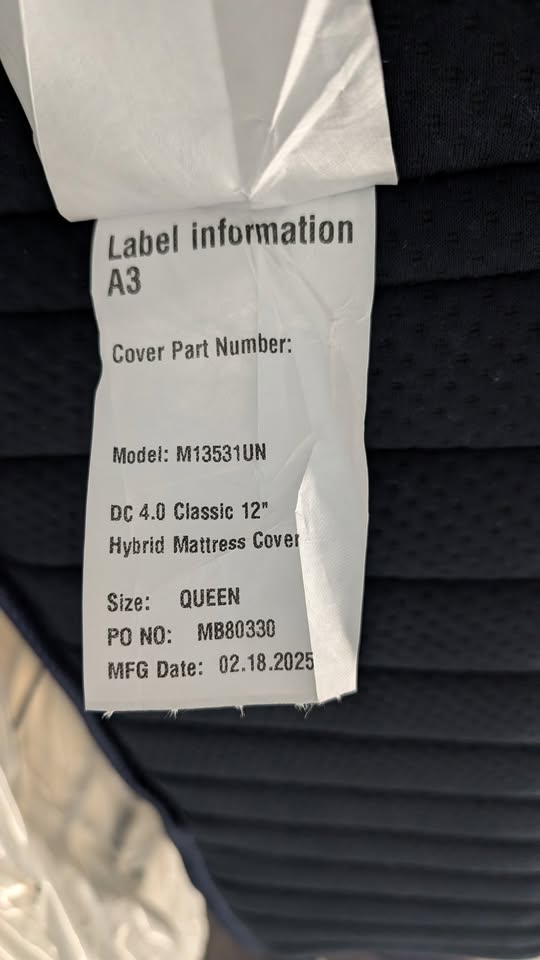 Label information
A3
Cover Part Number:
Model: M13531UN
DC 4.0 Classic 12"
Hybrid Mattress Cover
Size: QUEEN
PO NO: MB80330
MFG Date: 02.18.2025